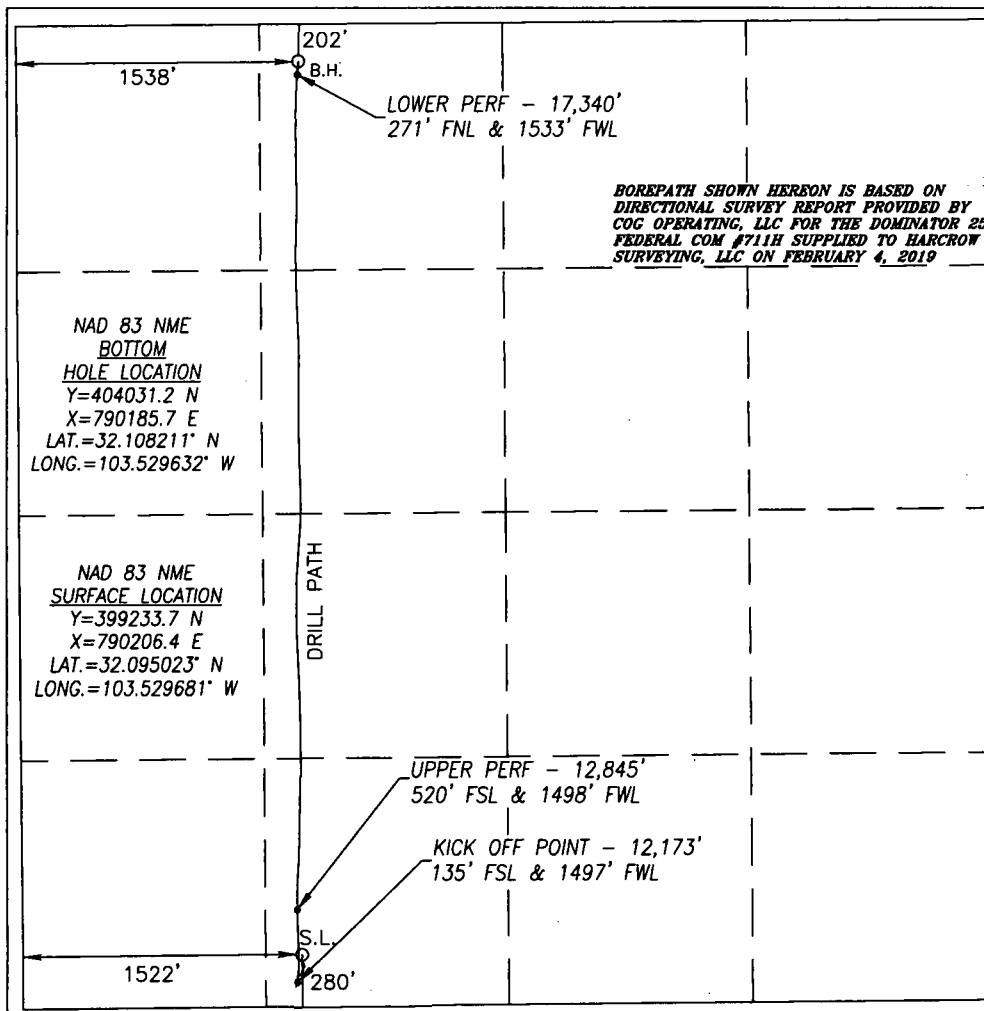 202'
1538'
B.H.
LOWER PERF - 17,340'
271' FNL & 1533' FWL
BOREPATH SHOWN HEREON IS BASED ON
DIRECTIONAL SURVEY REPORT PROVIDED BY
COG OPERATING, LLC FOR THE DOMINATOR 25
FEDERAL COM #711H SUPPLIED TO HARCROW
SURVEYING, LLC ON FEBRUARY 4, 2019
NAD 83 NME
BOTTOM
HOLE LOCATION
Y=404031.2 N
X=790185.7 E
LAT.=32.108211° N
LONG.=103.529632° W
NAD 83 NME
SURFACE LOCATION
Y=399233.7 N
X=790206.4 E
LAT.=32.095023° N
LONG.=103.529681° W
DRILL PATH
UPPER PERF - 12,845'
520' FSL & 1498' FWL
KICK OFF POINT - 12,173'
135' FSL & 1497' FWL
S.L.
1522'
280'